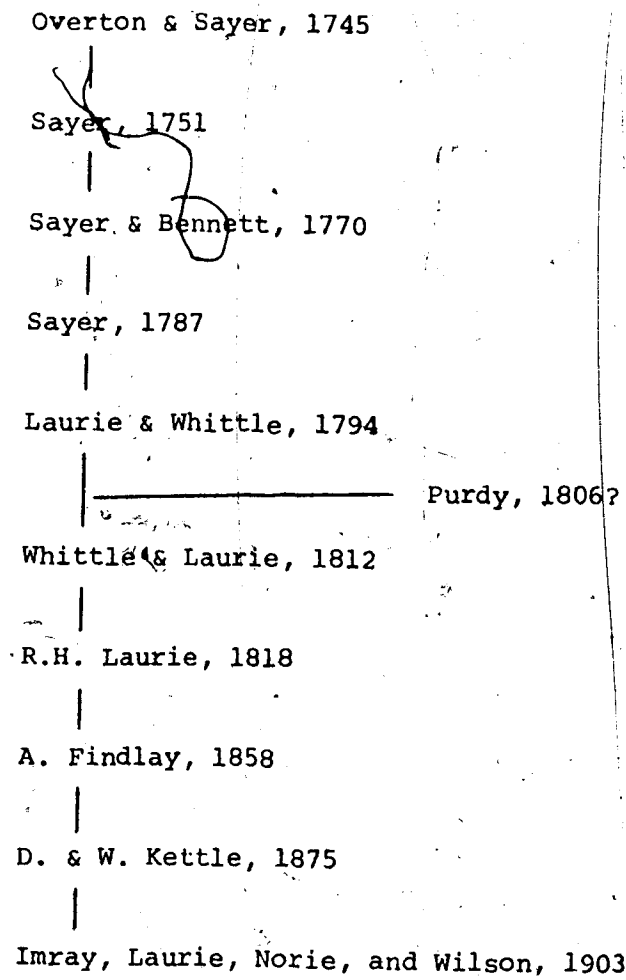 Overton & Sayer, 1745
Sayer, 1751
Sayer & Bennett, 1770
Sayer, 1787
Laurie & Whittle, 1794
Purdy, 1806?
Whittle & Laurie, 1812
R.H. Laurie, 1818
A. Findlay, 1858
D. & W. Kettle, 1875
Imray, Laurie, Norie, and Wilson, 1903